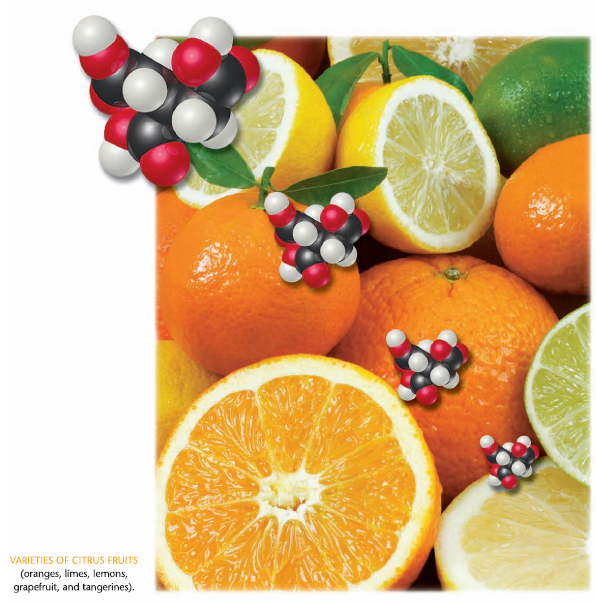 VARIETIES OF CITRUS FRUITS
(oranges, limes, lemons,
grapefruit, and tangerines).